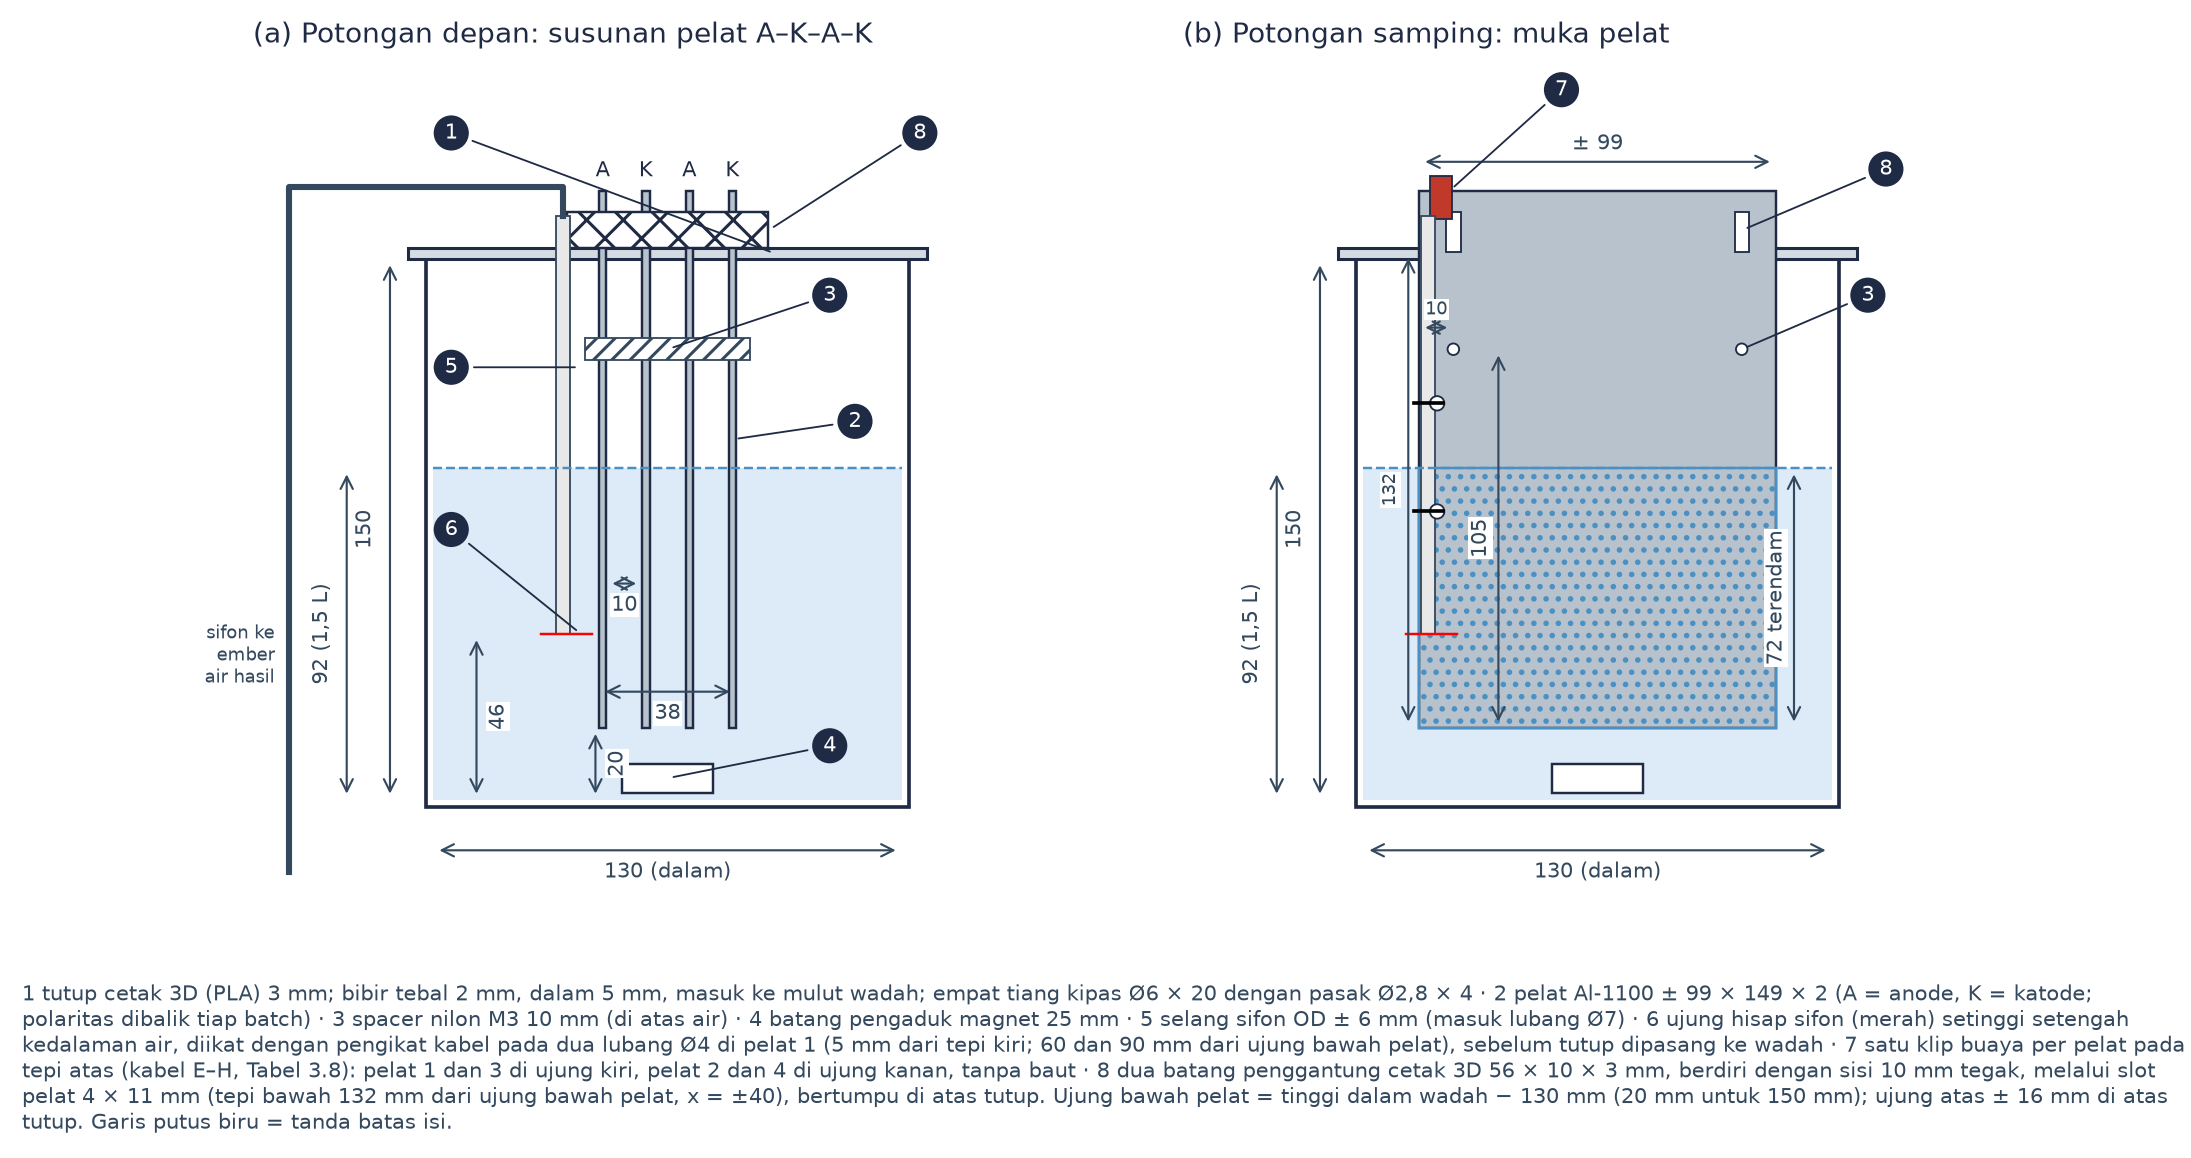 (a) Potongan depan: susunan pelat A–K–A–K
1
8
A K A K
3
5
2
6
150
92 (1,5 L)
sifon ke
ember
air hasil
10
46
38
20
4
130 (dalam)
(b) Potongan samping: muka pelat
7
± 99
8
3
10
132
105
150
92 (1,5 L)
72 terendam
130 (dalam)
1 tutup cetak 3D (PLA) 3 mm; bibir tebal 2 mm, dalam 5 mm, masuk ke mulut wadah; empat tiang kipas Ø6 × 20 dengan pasak Ø2,8 × 4 · 2 pelat Al-1100 ± 99 × 149 × 2 (A = anode, K = katode;
polaritas dibalik tiap batch) · 3 spacer nilon M3 10 mm (di atas air) · 4 batang pengaduk magnet 25 mm · 5 selang sifon OD ± 6 mm (masuk lubang Ø7) · 6 ujung hisap sifon (merah) setinggi setengah
kedalaman air, diikat dengan pengikat kabel pada dua lubang Ø4 di pelat 1 (5 mm dari tepi kiri; 60 dan 90 mm dari ujung bawah pelat), sebelum tutup dipasang ke wadah · 7 satu klip buaya per pelat pada
tepi atas (kabel E–H, Tabel 3.8): pelat 1 dan 3 di ujung kiri, pelat 2 dan 4 di ujung kanan, tanpa baut · 8 dua batang penggantung cetak 3D 56 × 10 × 3 mm, berdiri dengan sisi 10 mm tegak, melalui slot
pelat 4 × 11 mm (tepi bawah 132 mm dari ujung bawah pelat, x = ±40), bertumpu di atas tutup. Ujung bawah pelat = tinggi dalam wadah − 130 mm (20 mm untuk 150 mm); ujung atas ± 16 mm di atas
tutup. Garis putus biru = tanda batas isi.